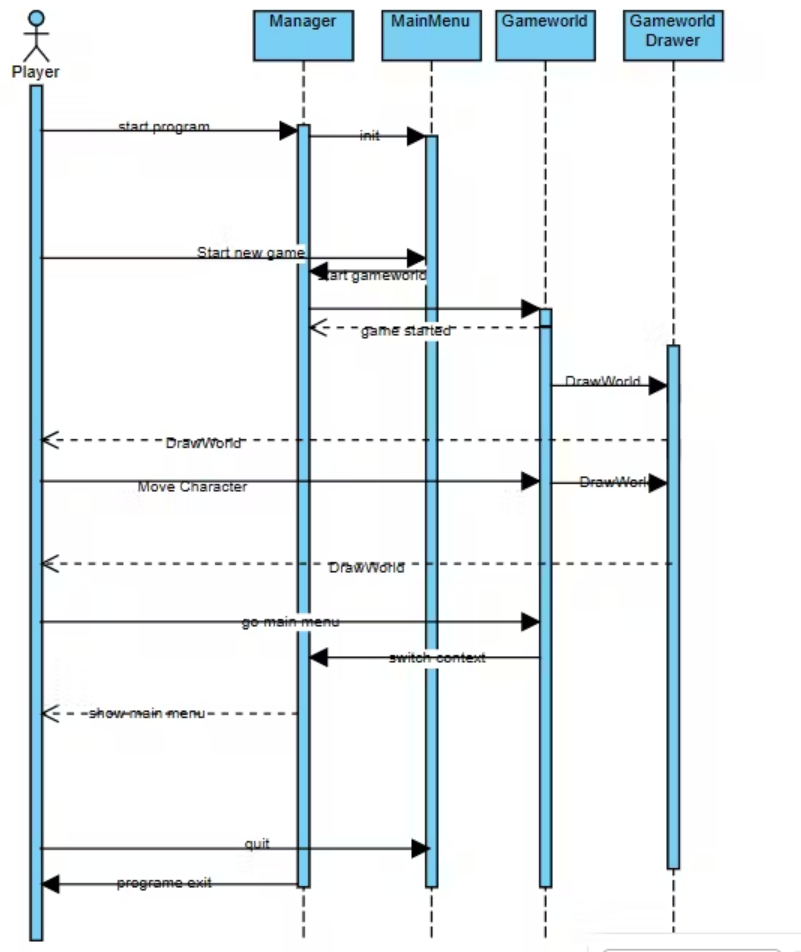 Manager
MainMenu
Gameworld
Gameworld
Drawer
Player
start program
init
Start new game
start gameworld
game started
DrawWorld
DrawWorld
Move Character
DrawWorl
DrawWorld
go main menu
switch context
show main menu
quit
programe exit